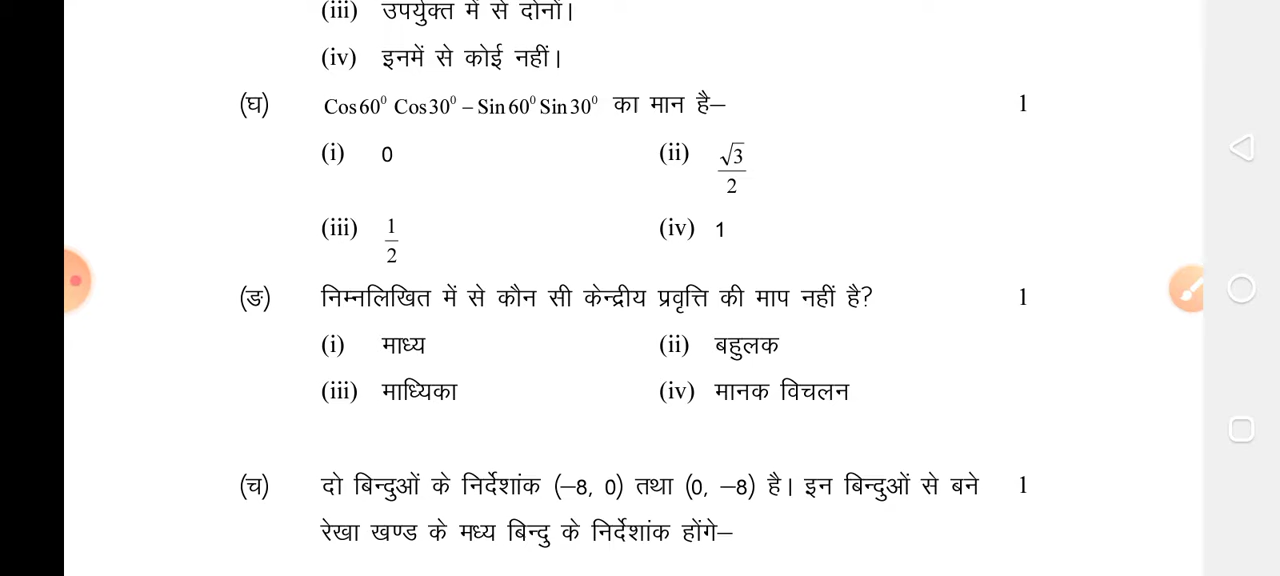 (iii) उपर्युक्त में से दोनों।
(iv) इनमें से कोई नहीं।
(घ) Cos60⁰ Cos30⁰ – Sin60⁰ Sin30⁰ का मान है– 1
(i) 0 (ii) √3/2
(iii) 1/2 (iv) 1
(ङ) निम्नलिखित में से कौन सी केन्द्रीय प्रवृत्ति की माप नहीं है? 1
(i) माध्य (ii) बहुलक
(iii) माध्यिका (iv) मानक विचलन
(च) दो बिन्दुओं के निर्देशांक (–8, 0) तथा (0, –8) है। इन बिन्दुओं से बने 1
रेखा खण्ड के मध्य बिन्दु के निर्देशांक होंगे–